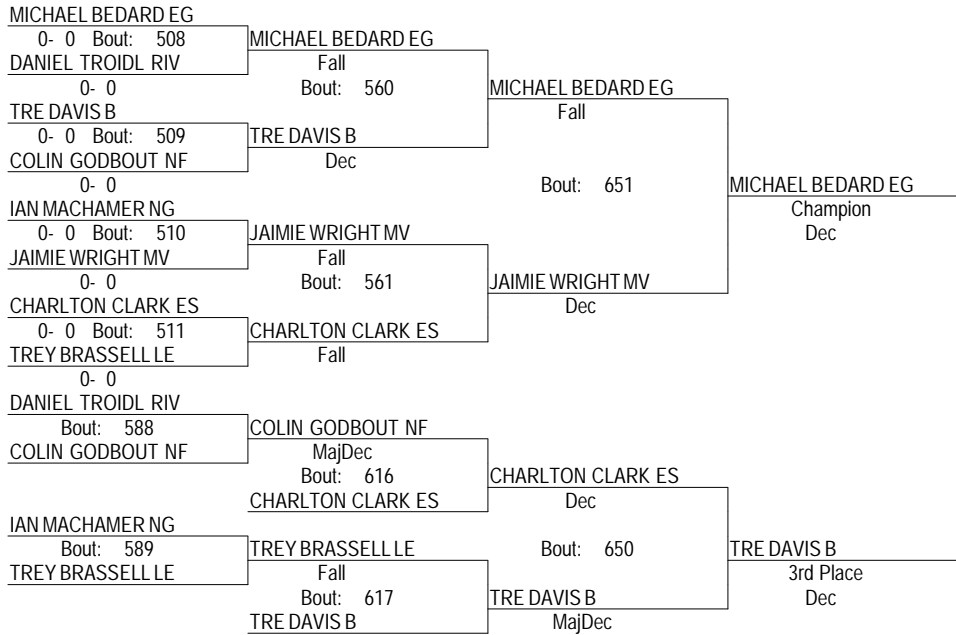 MICHAEL BEDARD EG
0- 0 Bout: 508 MICHAEL BEDARD EG
DANIEL TROIDL RIV Fall
0- 0 Bout: 560 MICHAEL BEDARD EG
TRE DAVIS B Fall
0- 0 Bout: 509 TRE DAVIS B
COLIN GODBOUT NF Dec
0- 0 Bout: 651 MICHAEL BEDARD EG
IAN MACHAMER NG Champion
0- 0 Bout: 510 JAIMIE WRIGHT MV Dec
JAIMIE WRIGHT MV Fall
0- 0 Bout: 561 JAIMIE WRIGHT MV
CHARLTON CLARK ES Dec
0- 0 Bout: 511 CHARLTON CLARK ES
TREY BRASSELL LE Fall
0- 0
DANIEL TROIDL RIV
Bout: 588 COLIN GODBOUT NF
COLIN GODBOUT NF MajDec
Bout: 616 CHARLTON CLARK ES
CHARLTON CLARK ES Dec
IAN MACHAMER NG
Bout: 589 TREY BRASSELL LE Bout: 650 TRE DAVIS B
TREY BRASSELL LE Fall 3rd Place
Bout: 617 TRE DAVIS B Dec
TRE DAVIS B MajDec